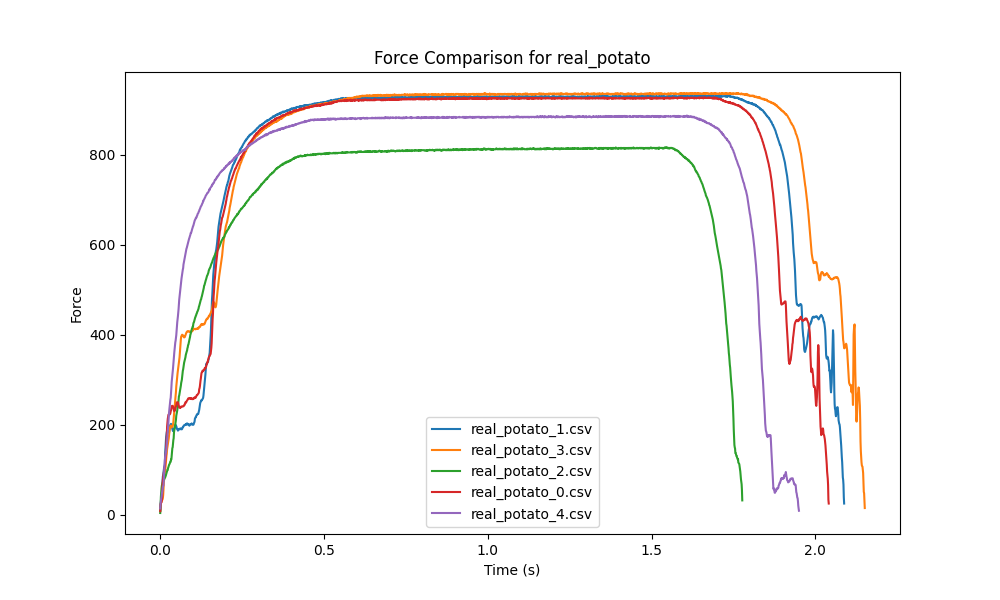 Force Comparison for real_potato
Force
800
600
400
200
0
real_potato_1.csv
real_potato_3.csv
real_potato_2.csv
real_potato_0.csv
real_potato_4.csv
0.0 0.5 1.0 1.5 2.0
Time (s)